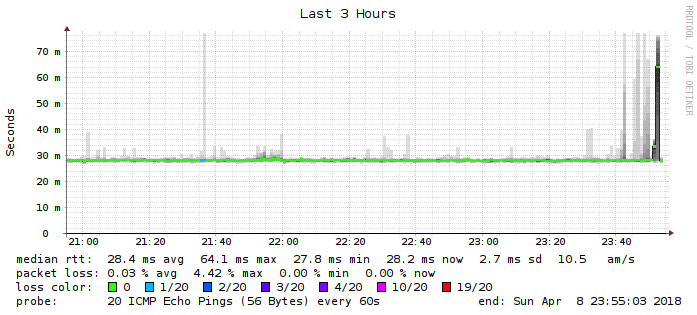 Last 3 Hours
RRDTOOL / TOBI OETIKER
Seconds
70 m
60 m
50 m
40 m
30 m
20 m
10 m
0
21:00 21:20 21:40 22:00 22:20 22:40 23:00 23:20 23:40
median rtt: 28.4 ms avg 64.1 ms max 27.8 ms min 28.2 ms now 2.7 ms sd 10.5 am/s
packet loss: 0.03 % avg 4.42 % max 0.00 % min 0.00 % now
loss color: 0 1/20 2/20 3/20 4/20 10/20 19/20
probe: 20 ICMP Echo Pings (56 Bytes) every 60s end: Sun Apr 8 23:55:03 2018